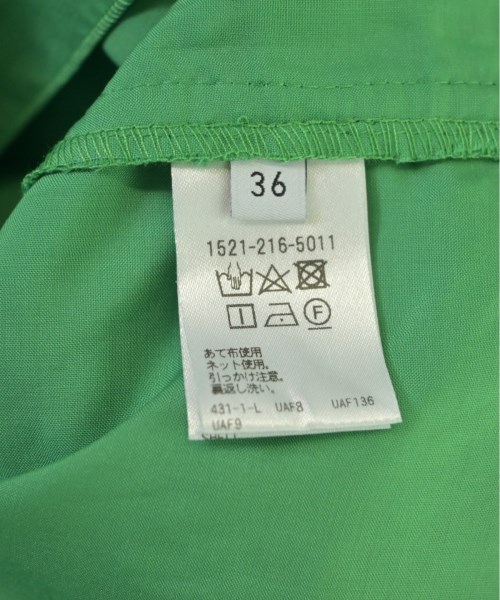 36
1521-216-5011
F
あて布使用
ネット使用。
引っかけ注意。
裏返し洗い。
431-1-L UAF8 UAF136
UAF9
SHELL